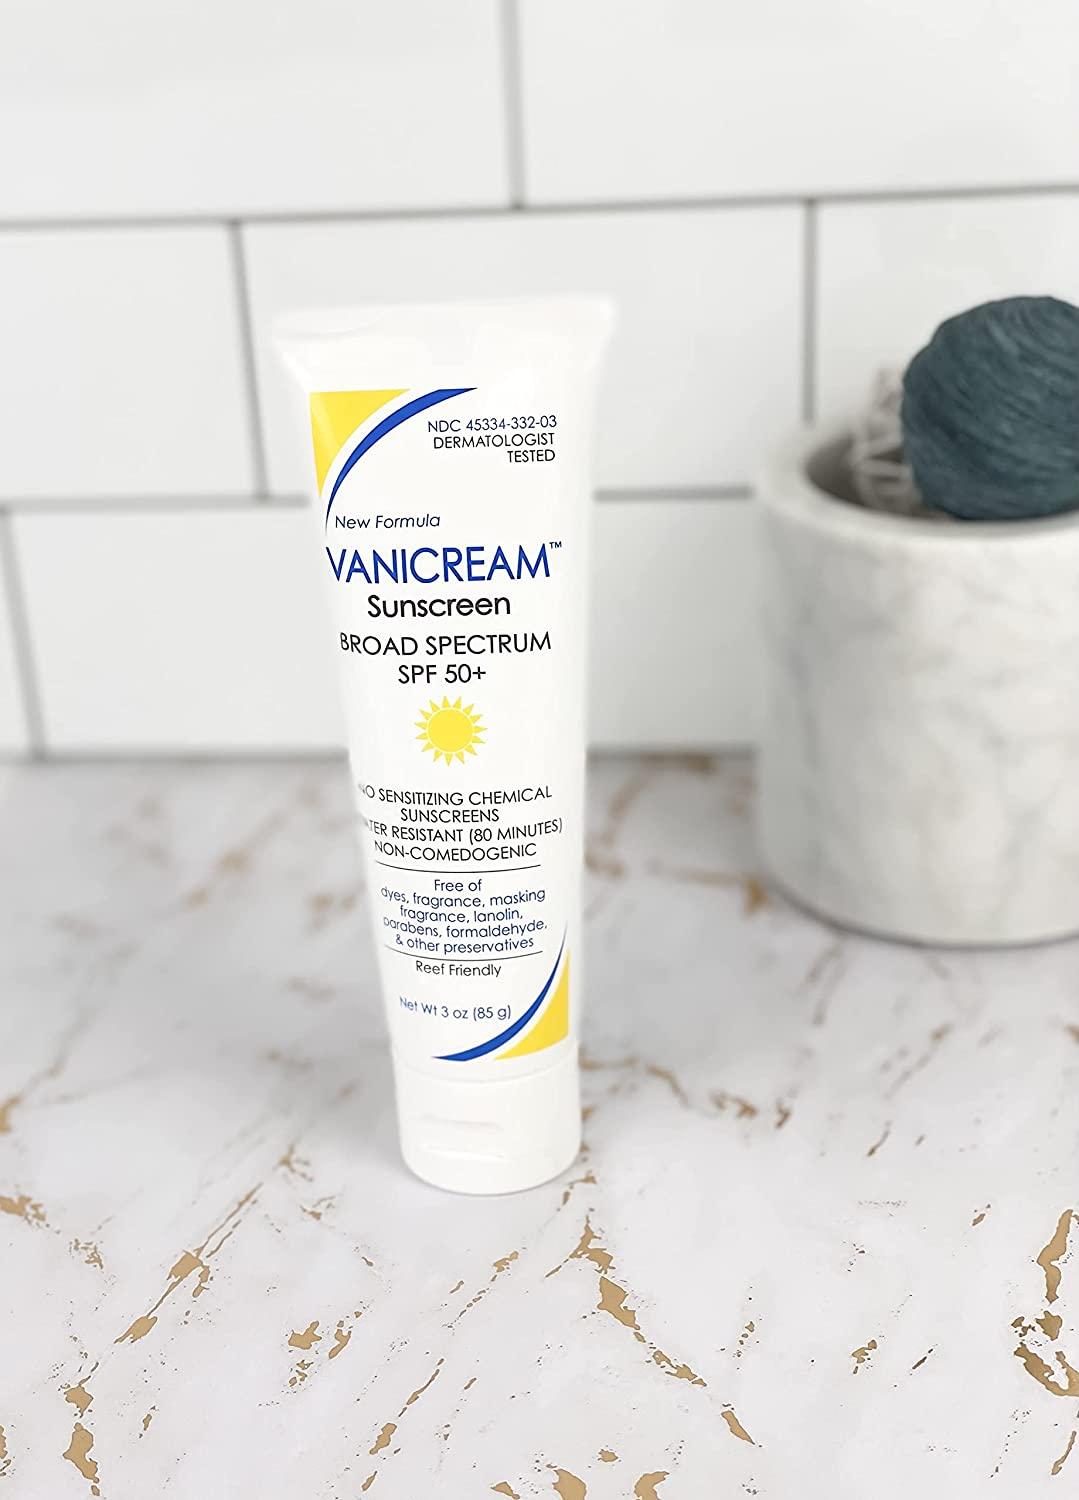 NDC 45334-332-03
DERMATOLOGIST
TESTED
New Formula
VANICREAM™
Sunscreen
BROAD SPECTRUM
SPF 50+
NO SENSITIZING CHEMICAL
SUNSCREENS
WATER RESISTANT (80 MINUTES)
NON-COMEDOGENIC
Free of
dyes, fragrance, masking
fragrance, lanolin,
parabens, formaldehyde,
& other preservatives
Reef Friendly
Net Wt 3 oz (85 g)